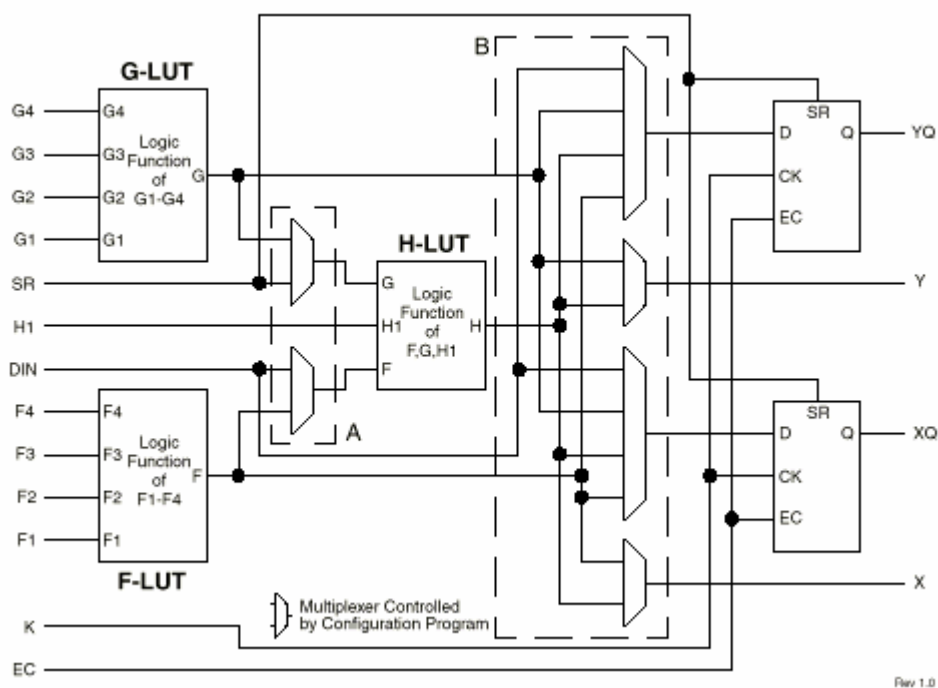 B
G-LUT
G4
G3
G2
G1
SR
H1
DIN
F4
F3
F2
F1
K
EC
G4
G3
G2
G1
Logic
Function
of
G1-G4
G
H-LUT
G
H1
F
Logic
Function
of
F,G,H1
H
A
F4
F3
F2
F1
Logic
Function
of
F1-F4
F
F-LUT
Multiplexer Controlled
by Configuration Program
SR
D
Q
CK
EC
YQ
Y
SR
D
Q
CK
EC
XQ
X
Rev 1.0